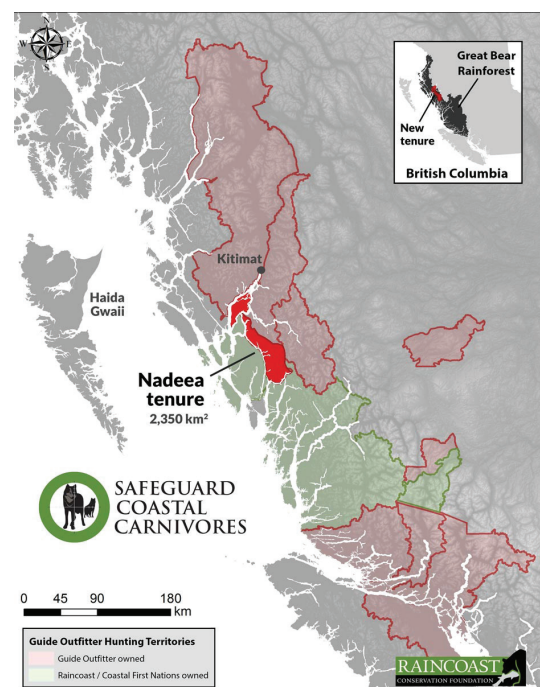 N
W
E
S
Great Bear
Rainforest
New
tenure
British Columbia
Kitimat
Haida
Gwaii
Nadeea
tenure
2,350 km²
SAFEGUARD
COASTAL
CARNIVORES
0 45 90 180
km
Guide Outfitter Hunting Territories
Guide Outfitter owned
Raincoast / Coastal First Nations owned
RAINCOAST
CONSERVATION FOUNDATION